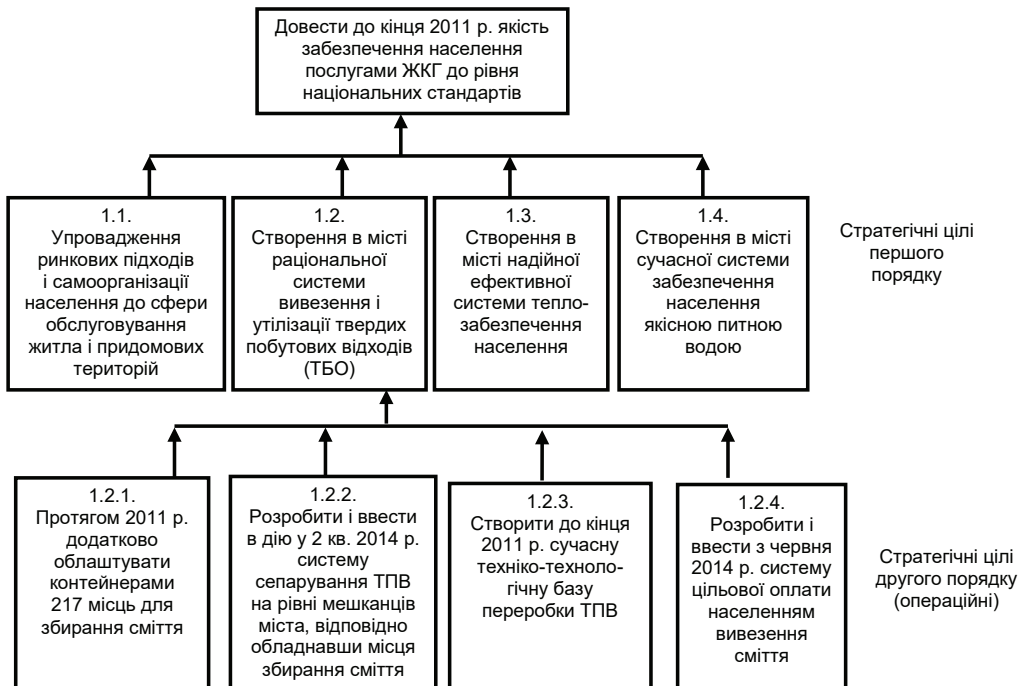 Довести до кінця 2011 р. якість
забезпечення населення
послугами ЖКГ до рівня
національних стандартів
1.1.
Упровадження
ринкових підходів
і самоорганізації
населення до сфери
обслуговування
житла і придомових
територій
1.2.
Створення в місті
раціональної
системи
вивезення і
утілізації твердих
побутових відходів
(ТБО)
1.3.
Створення в
місті надійної
ефективної
системи тепло-
забезпечення
населення
1.4.
Створення в місті
сучасної системи
забезпечення
населення
якісною питною
водою
Стратегічні цілі
першого
порядку
1.2.1.
Протягом 2011 р.
додатково
облаштувати
контейнерами
217 місць для
збирання сміття
1.2.2.
Розробити і ввести
в дію у 2 кв. 2014 р.
систему
сепарування ТПВ
на рівні мешканців
міста, відповідно
обладнавши місця
збирання сміття
1.2.3.
Створити до кінця
2011 р. сучасну
техніко-техноло-
гічну базу
переробки ТПВ
1.2.4.
Розробити і
ввести з червня
2014 р. систему
цільової оплати
населенням
вивезення
сміття
Стратегічні цілі
другого порядку
(операційні)